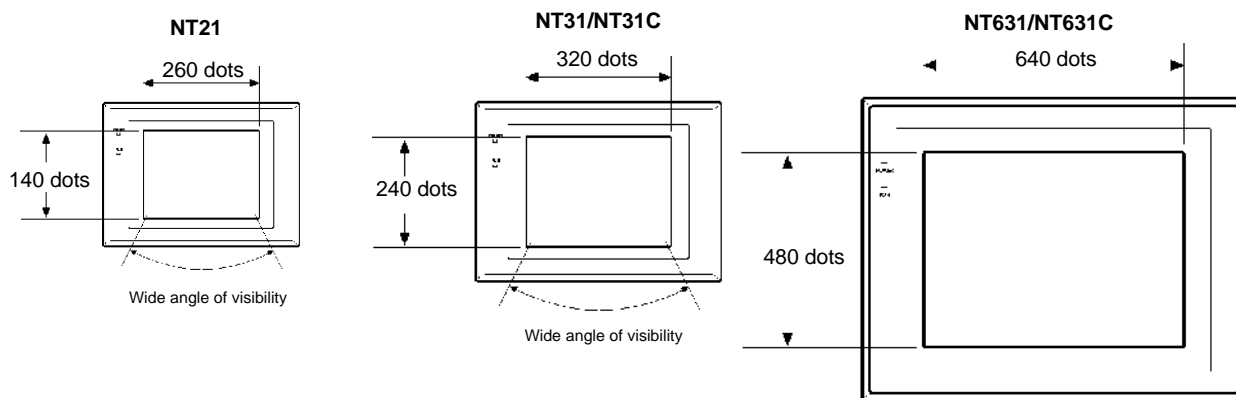 NT21
260 dots
140 dots
Wide angle of visibility
NT31/NT31C
320 dots
240 dots
Wide angle of visibility
NT631/NT631C
640 dots
480 dots